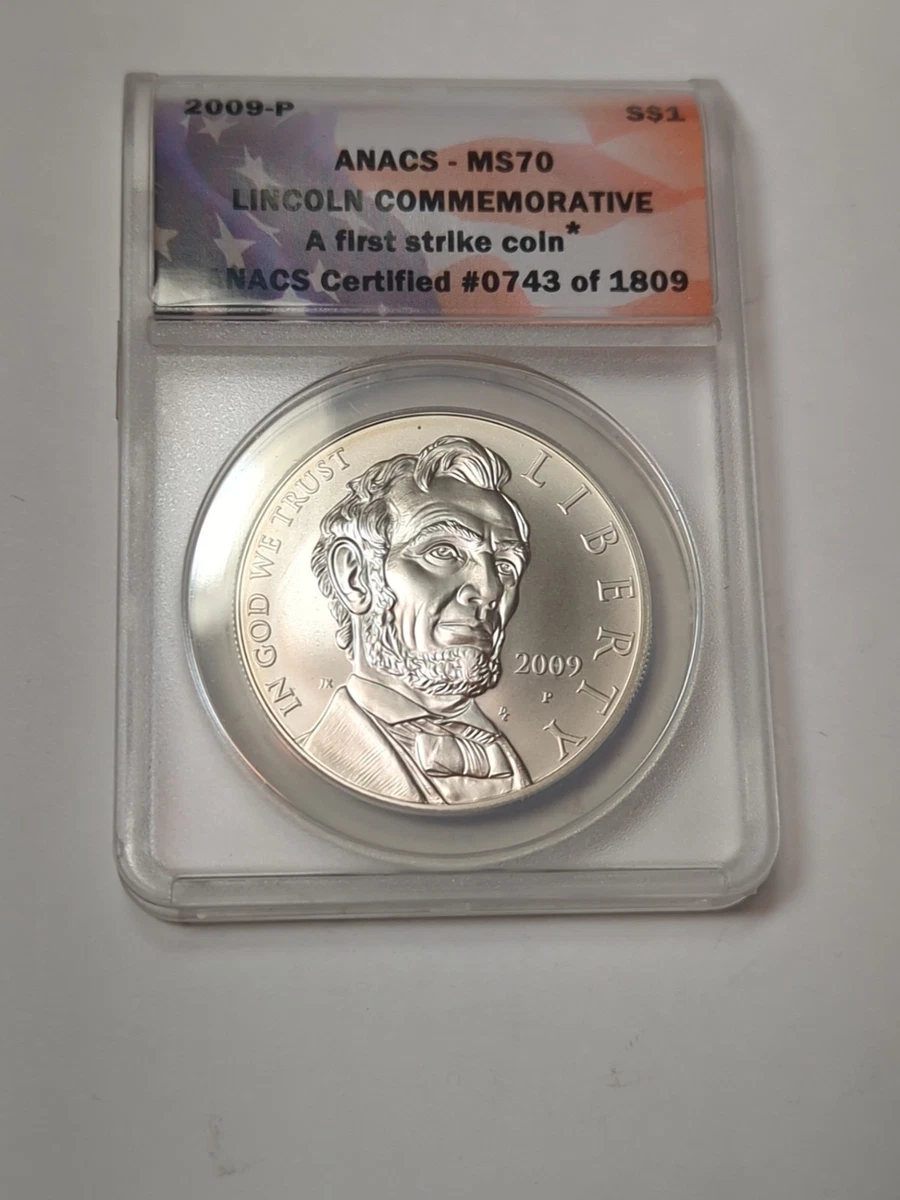 2009-P S$1
ANACS - MS70
LINCOLN COMMEMORATIVE
A first strike coin*
ANACS Certified #0743 of 1809
IN GOD WE TRUST
LIBERTY
2009
P